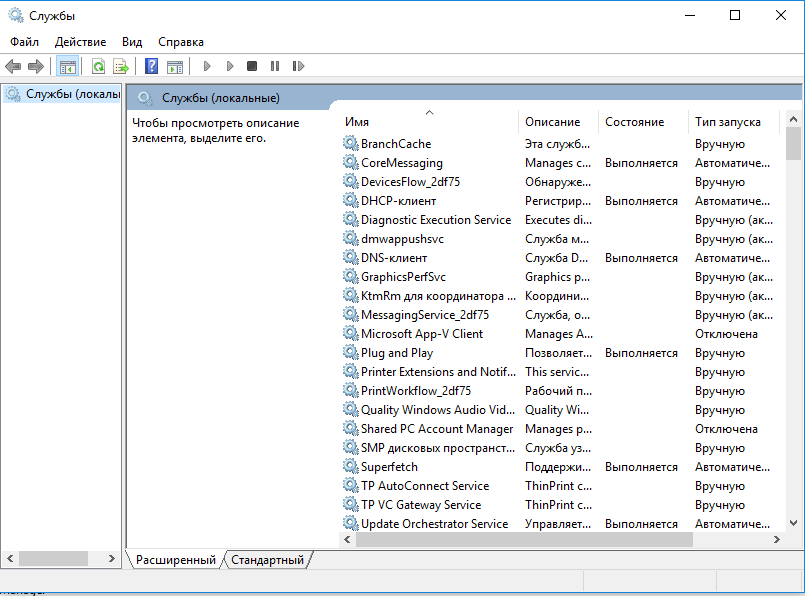 Службы
Файл Действие Вид Справка
Службы (локалы
Службы (локальные)
Чтобы просмотреть описание
элемента, выделите его.
Имя Описание Состояние Тип запуска
BranchCache Эта служб... Вручную
CoreMessaging Manages c... Выполняется Автоматиче...
DevicesFlow_2df75 Обнаруже... Вручную
DHCP-клиент Регистрир... Выполняется Автоматиче...
Diagnostic Execution Service Executes di... Вручную (ак...
dmwappushsvc Служба м... Вручную (ак...
DNS-клиент Служба D... Выполняется Автоматиче...
GraphicsPerfSvc Graphics p... Вручную (ак...
KtmRm для координатора ... Координи... Вручную (ак...
MessagingService_2df75 Служба, о... Вручную (ак...
Microsoft App-V Client Manages A... Отключена
Plug and Play Позволяет... Выполняется Вручную
Printer Extensions and Notif... This servic... Вручную
PrintWorkflow_2df75 Рабочий п... Вручную
Quality Windows Audio Vid... Quality Wi... Вручную
Shared PC Account Manager Manages p... Отключена
SMP дисковых пространст... Служба уз... Вручную
Superfetch Поддержи... Выполняется Автоматиче...
TP AutoConnect Service ThinPrint c... Вручную
TP VC Gateway Service ThinPrint c... Вручную
Update Orchestrator Service Управляет... Выполняется Автоматиче...
Расширенный Стандартный